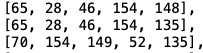 [65, 28, 46, 154, 148],
[65, 28, 46, 154, 135],
[70, 154, 149, 52, 135],